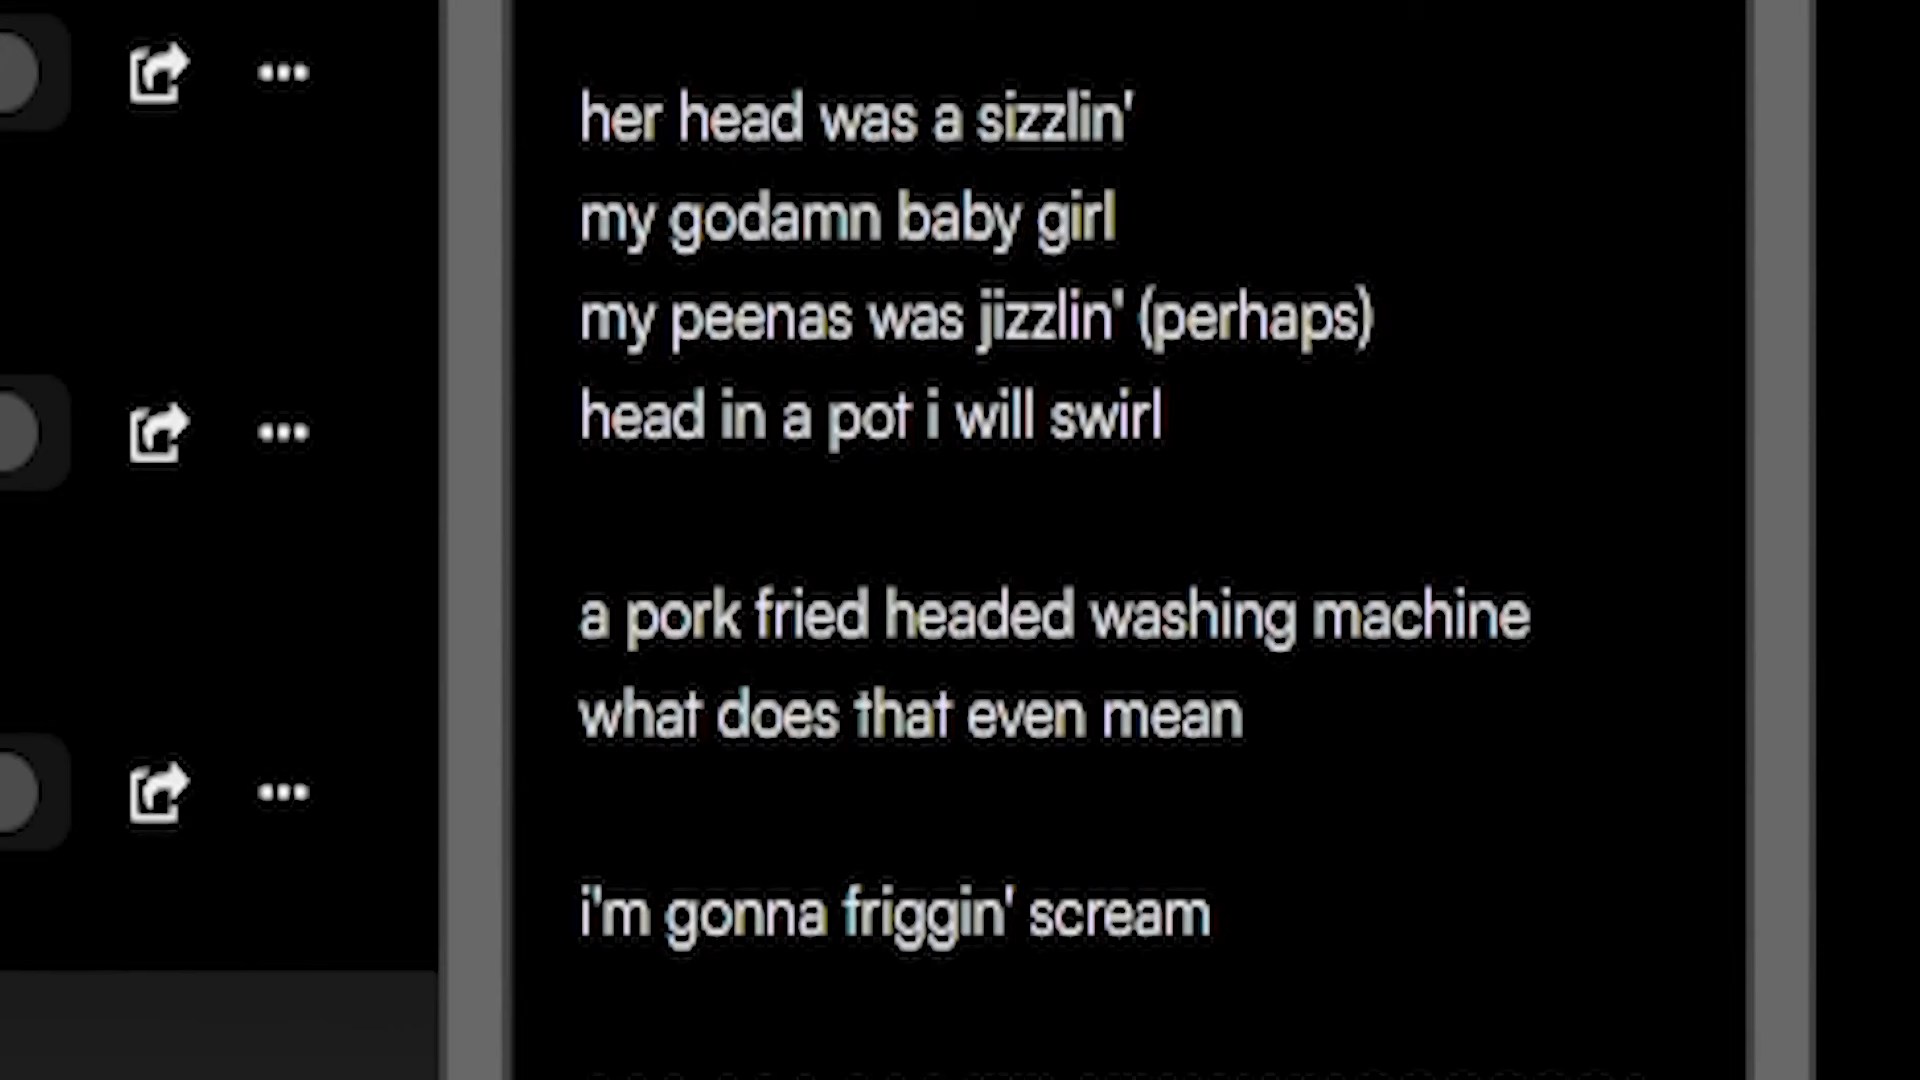 her head was a sizzlin'
my godamn baby girl
my peenas was jizzlin' (perhaps)
head in a pot i will swirl
a pork fried headed washing machine
what does that even mean
i'm gonna friggin' scream